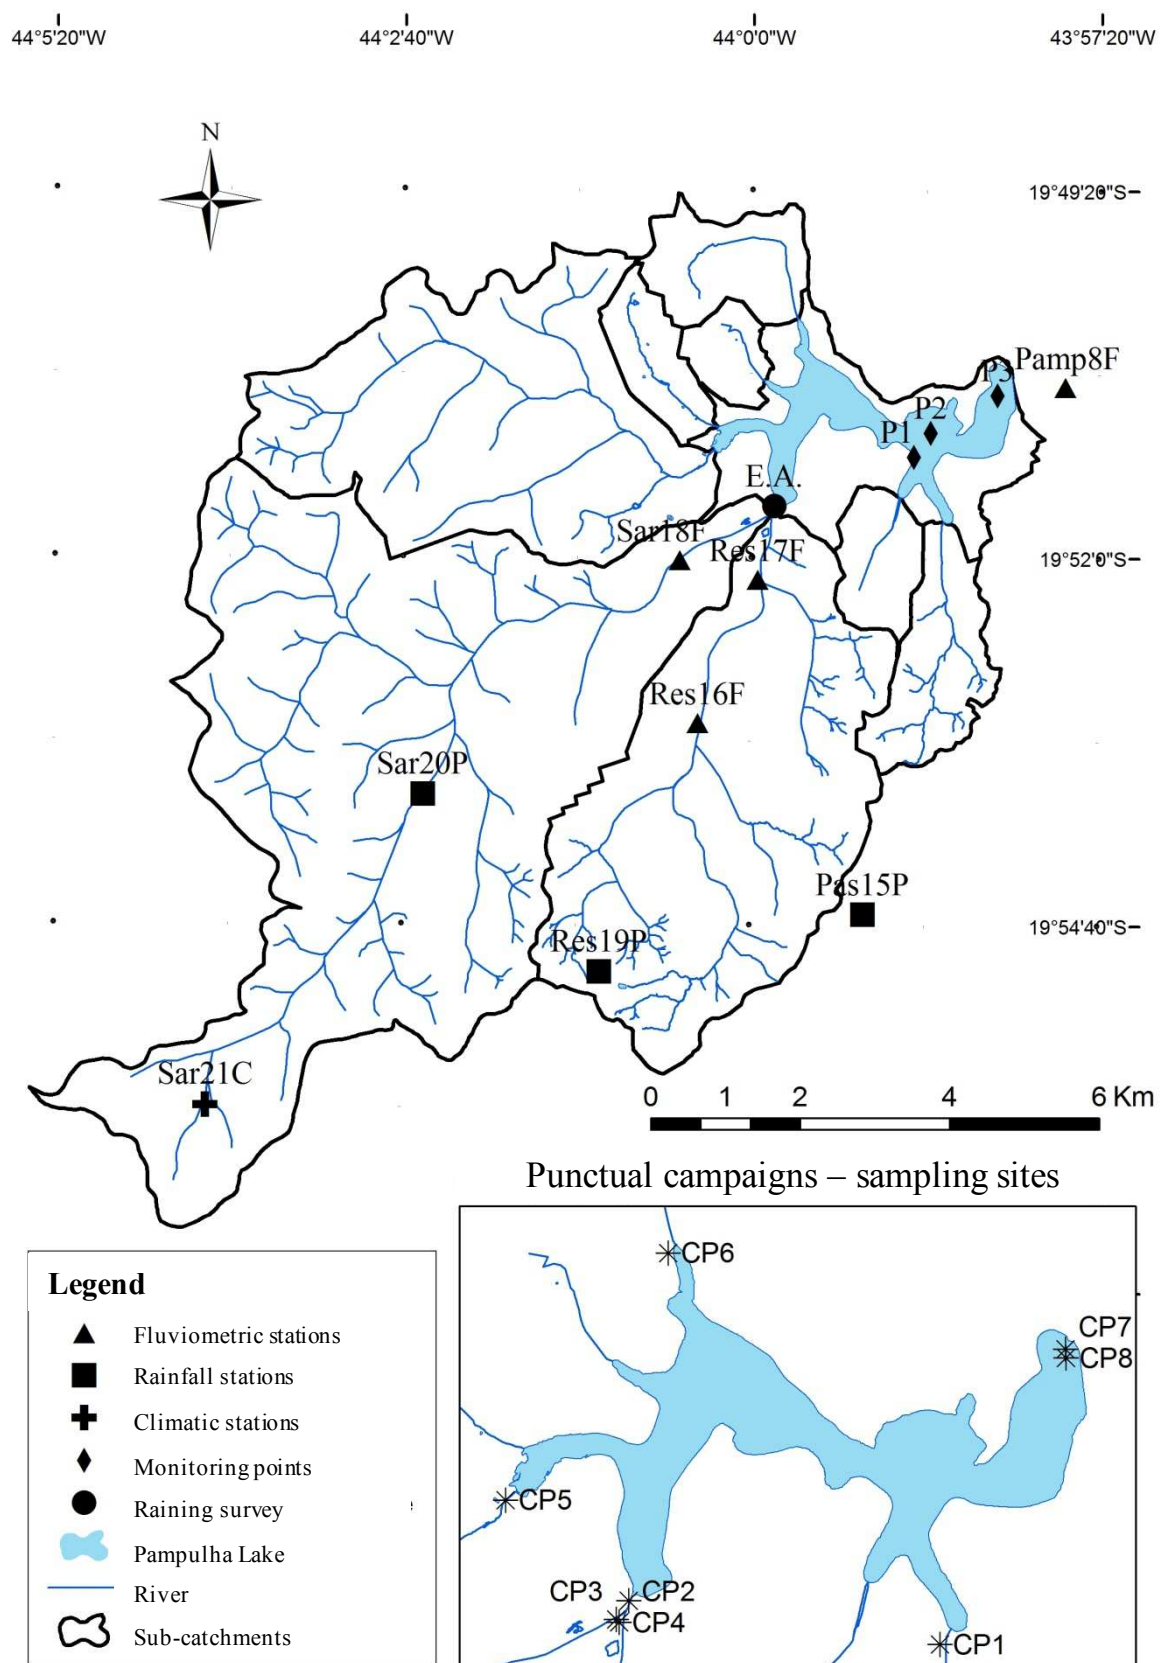 44°5'20"W 44°2'40"W 44°0'0"W 43°57'20"W
N
19°49'20"S
Pamp8F
P3
P2
P1
E.A.
Sar18F
Res17F
19°52'0"S
Res16F
Sar20P
Pas15P
19°54'40"S
Res19P
Sar21C
0 1 2 4 6 Km
Punctual campaigns – sampling sites
CP6
CP7
CP8
CP5
CP3 CP2
CP4
CP1
Legend
Fluviometric stations
Rainfall stations
Climatic stations
Monitoring points
Raining survey
Pampulha Lake
River
Sub-catchments